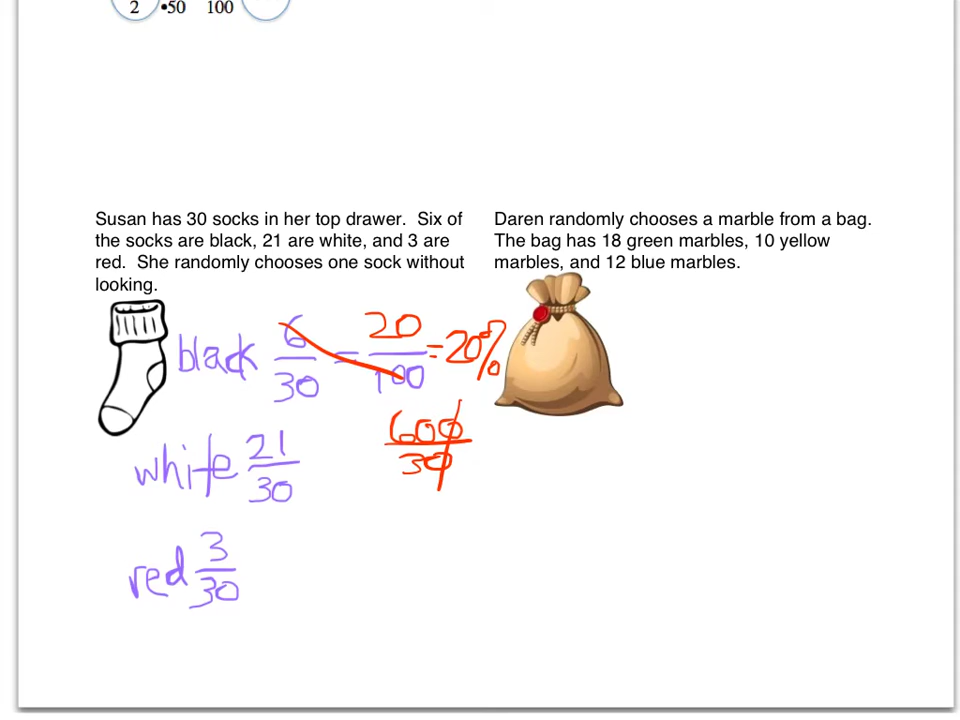 2 •50 100
Susan has 30 socks in her top drawer. Six of
the socks are black, 21 are white, and 3 are
red. She randomly chooses one sock without
looking.
Daren randomly chooses a marble from a bag.
The bag has 18 green marbles, 10 yellow
marbles, and 12 blue marbles.
black 6/30 = 20/100 = 20%
600/30
white 21/30
red 3/30